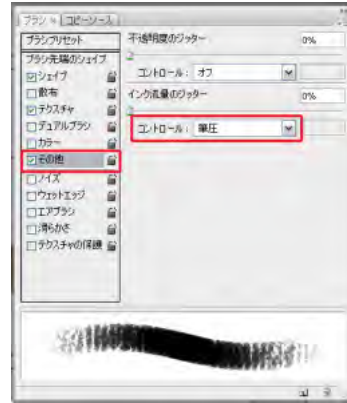 ブラシ × コピーソース
ブラシプリセット
ブラシ先端のシェイプ
シェイプ
散布
テクスチャ
デュアルブラシ
カラー
その他
ノイズ
ウェットエッジ
エアブラシ
滑らかさ
テクスチャの保護
不透明度のジッター 0%
コントロール: オフ
インク流量のジッター 0%
コントロール: 筆圧